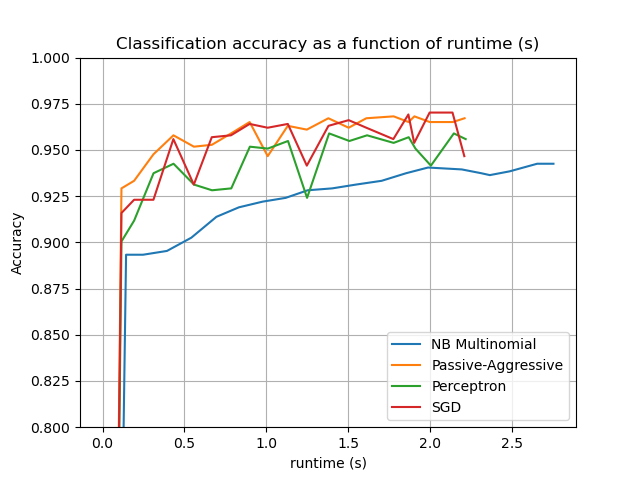 Classification accuracy as a function of runtime (s)
1.000
0.975
0.950
0.925
0.900
0.875
0.850
0.825
0.800
Accuracy
NB Multinomial
Passive-Aggressive
Perceptron
SGD
0.0 0.5 1.0 1.5 2.0 2.5
runtime (s)